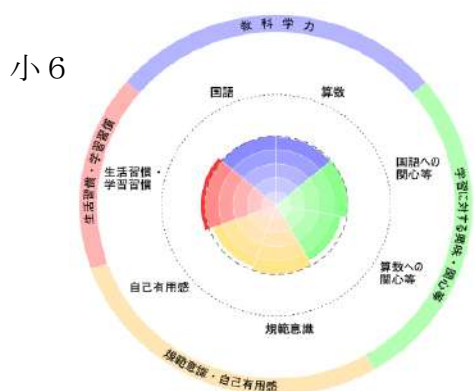 小6
教科学力
国語
算数
生活習慣・学習習慣
生活習慣・
学習習慣
国語への
関心等
学習に対する興味・関心等
算数への
関心等
自己有用感
規範意識
規範意識・自己有用感